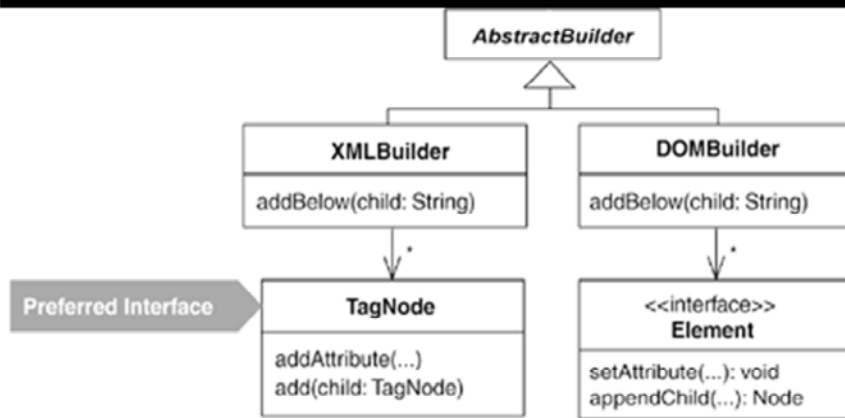 AbstractBuilder
XMLBuilder
addBelow(child: String)
*
DOMBuilder
addBelow(child: String)
*
Preferred Interface
TagNode
addAttribute(...)
add(child: TagNode)
<<interface>>
Element
setAttribute(...): void
appendChild(...): Node